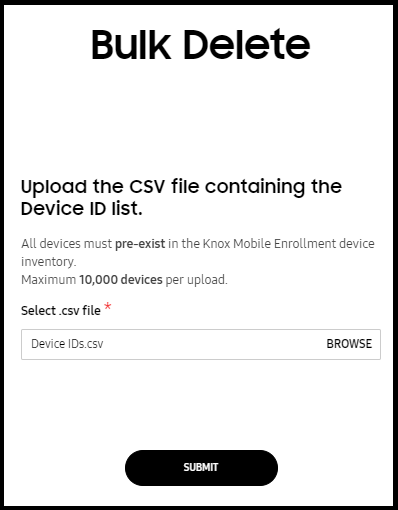 Bulk Delete
Upload the CSV file containing the
Device ID list.
All devices must pre-exist in the Knox Mobile Enrollment device
inventory.
Maximum 10,000 devices per upload.
Select .csv file *
Device IDs.csv BROWSE
SUBMIT